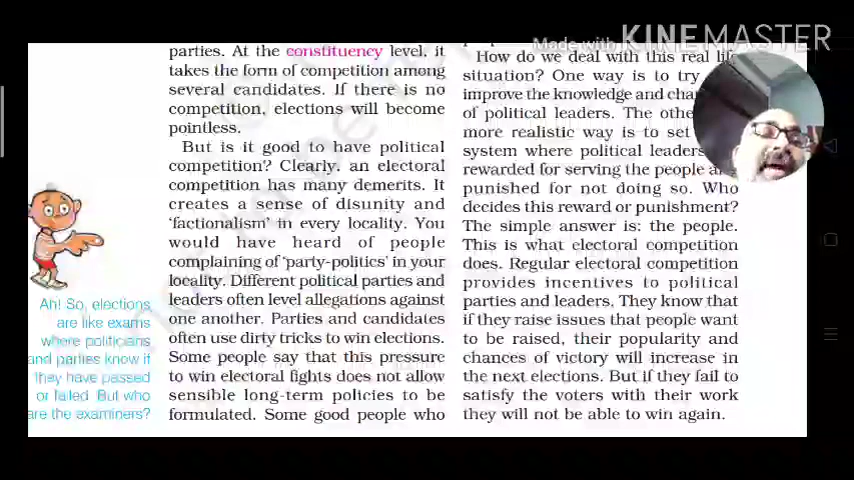 Made with KINEMASTER
parties. At the constituency level, it
takes the form of competition among
several candidates. If there is no
competition, elections will become
pointless.
But is it good to have political
competition? Clearly, an electoral
competition has many demerits. It
creates a sense of disunity and
‘factionalism’ in every locality. You
would have heard of people
complaining of ‘party-politics’ in your
locality. Different political parties and
leaders often level allegations against
one another. Parties and candidates
often use dirty tricks to win elections.
Some people say that this pressure
to win electoral fights does not allow
sensible long-term policies to be
formulated. Some good people who
Ah! So, elections
are like exams
where politicians
and parties know if
they have passed
or failed. But who
are the examiners?
How do we deal with this real life
situation? One way is to try
improve the knowledge and
of political leaders. The
more realistic way is to set
system where political leaders
rewarded for serving the people
punished for not doing so. Who
decides this reward or punishment?
The simple answer is: the people.
This is what electoral competition
does. Regular electoral competition
provides incentives to political
parties and leaders. They know that
if they raise issues that people want
to be raised, their popularity and
chances of victory will increase in
the next elections. But if they fail to
satisfy the voters with their work
they will not be able to win again.